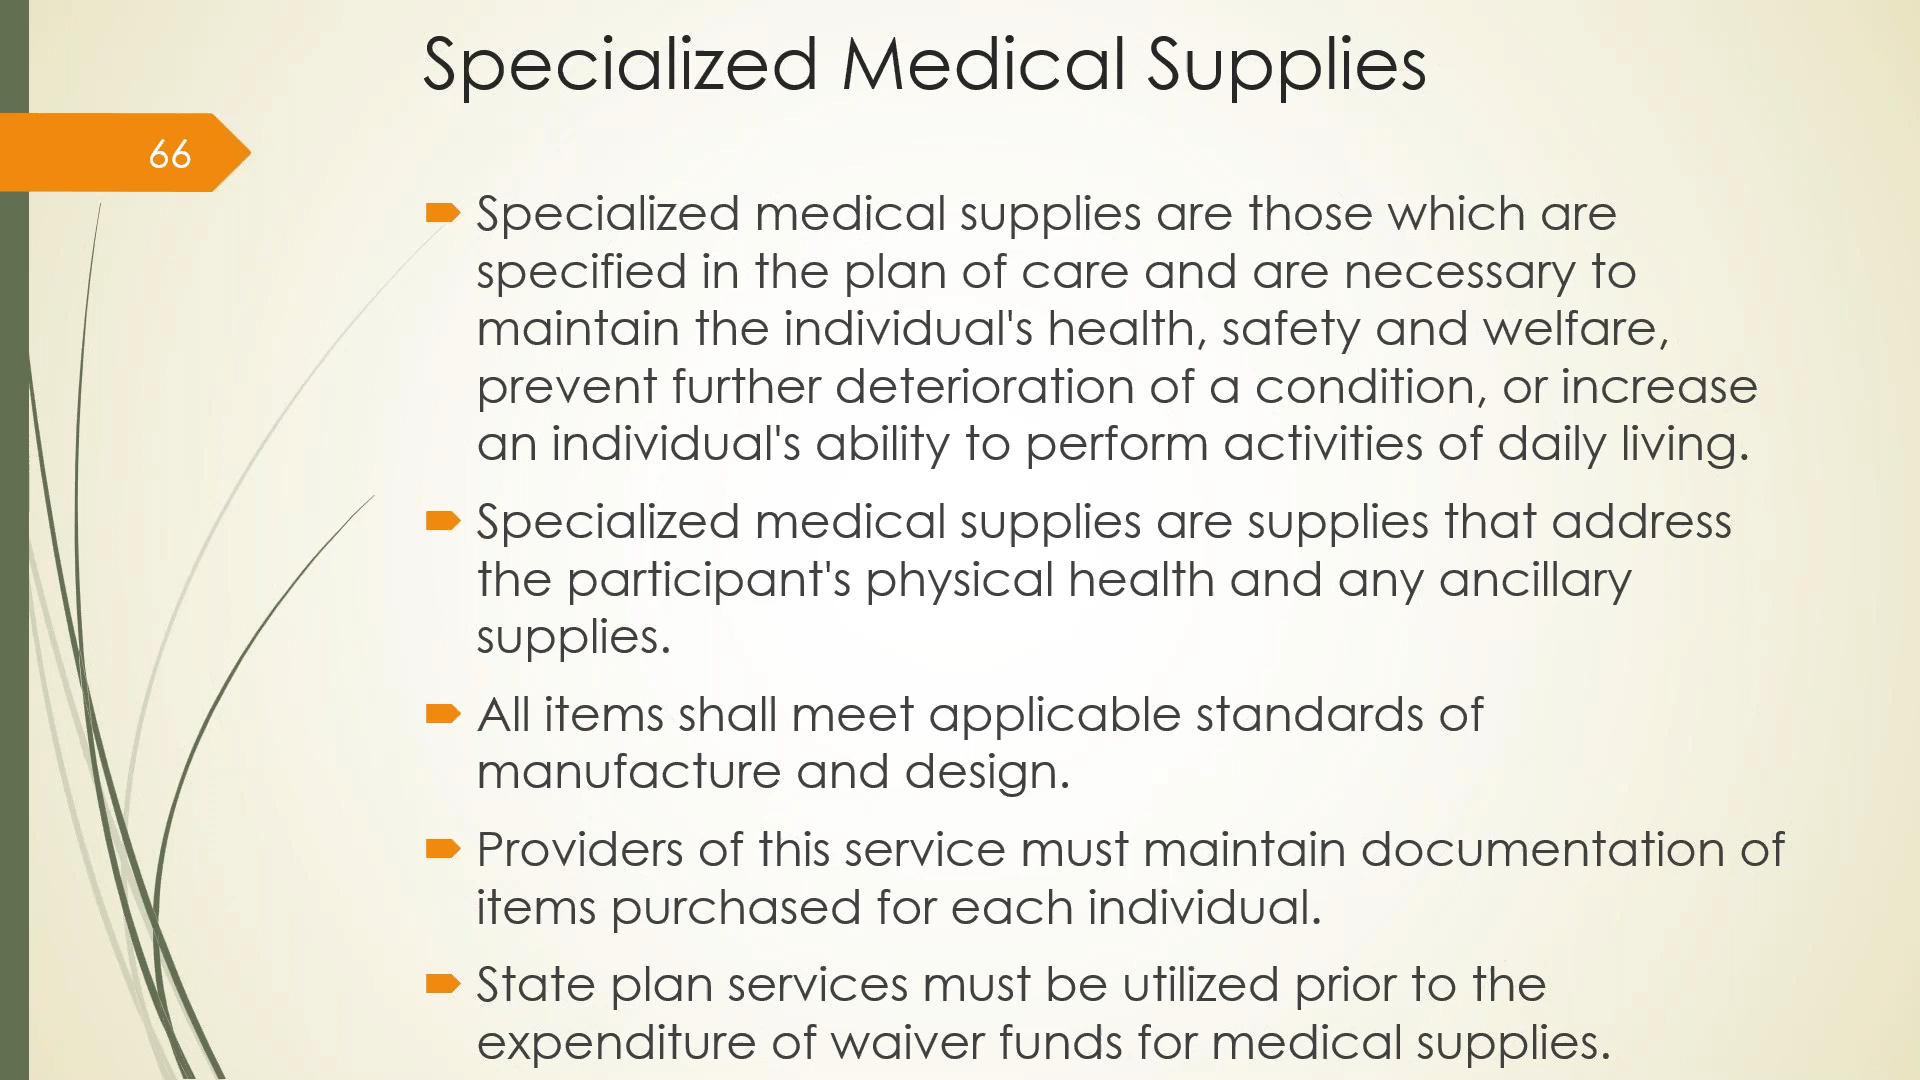 Specialized Medical Supplies
66
Specialized medical supplies are those which are
specified in the plan of care and are necessary to
maintain the individual's health, safety and welfare,
prevent further deterioration of a condition, or increase
an individual's ability to perform activities of daily living.
Specialized medical supplies are supplies that address
the participant's physical health and any ancillary
supplies.
All items shall meet applicable standards of
manufacture and design.
Providers of this service must maintain documentation of
items purchased for each individual.
State plan services must be utilized prior to the
expenditure of waiver funds for medical supplies.